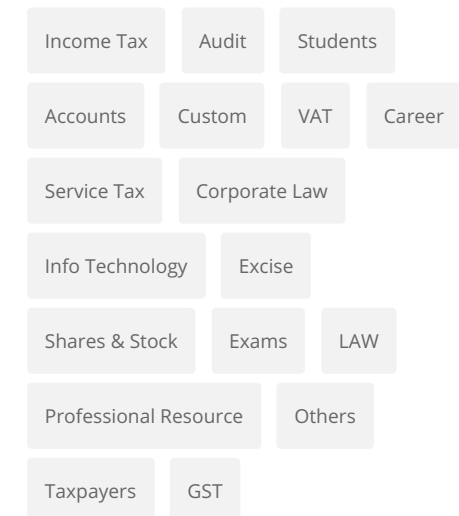 Income Tax Audit Students
Accounts Custom VAT Career
Service Tax Corporate Law
Info Technology Excise
Shares & Stock Exams LAW
Professional Resource Others
Taxpayers GST